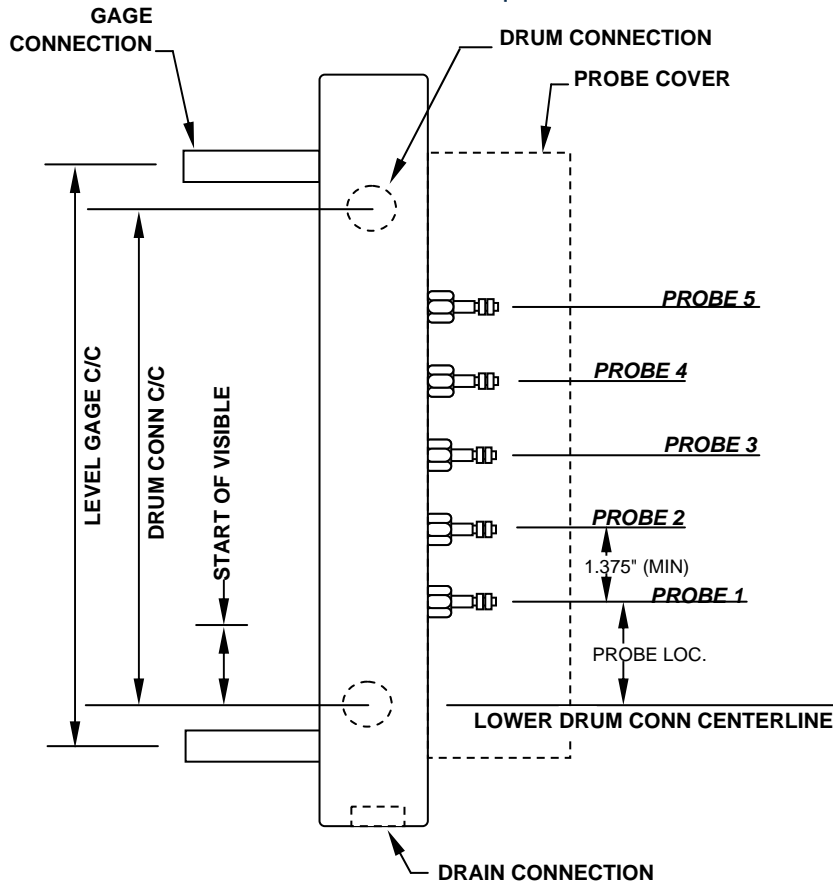 GAGE
CONNECTION
DRUM CONNECTION
PROBE COVER
LEVEL GAGE C/C
DRUM CONN C/C
START OF VISIBLE
PROBE 5
PROBE 4
PROBE 3
PROBE 2
1.375" (MIN)
PROBE 1
PROBE LOC.
LOWER DRUM CONN CENTERLINE
DRAIN CONNECTION